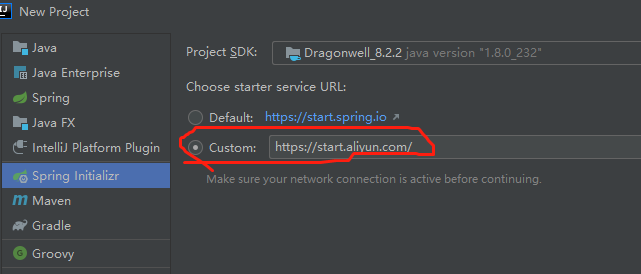 IJ New Project
Java
Java Enterprise
Spring
Java FX
IntelliJ Platform Plugin
Spring Initializr
Maven
Gradle
Groovy
Project SDK: Dragonwell_8.2.2 java version "1.8.0_232"
Choose starter service URL:
Default: https://start.spring.io
Custom: https://start.aliyun.com/
Make sure your network connection is active before continuing.